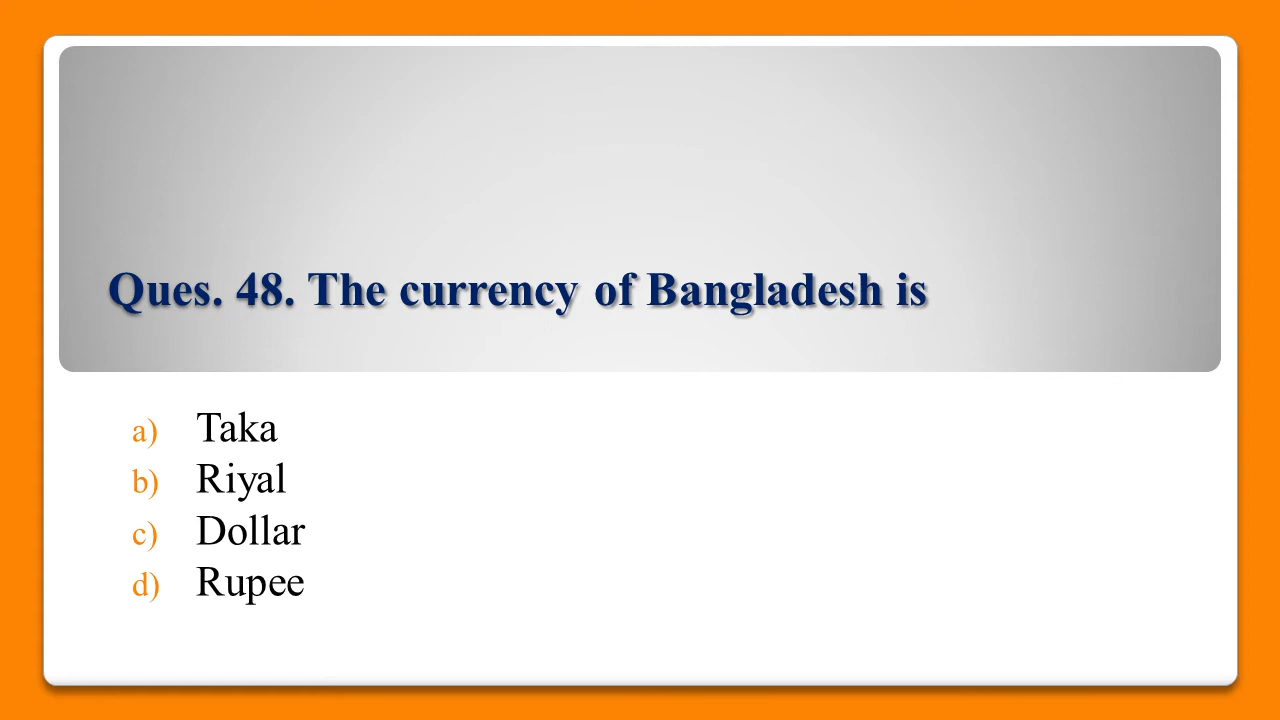 Ques. 48. The currency of Bangladesh is
a) Taka
b) Riyal
c) Dollar
d) Rupee